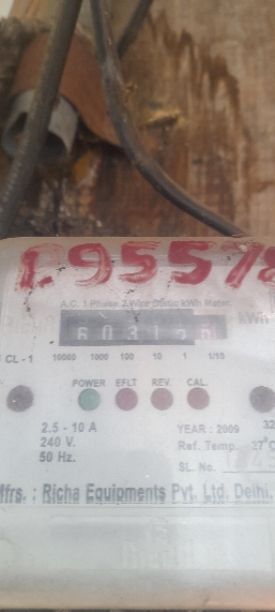 L95578
A.C. 1 Phase 2 Wire Static kWh Meter
kWh
CL - 1 10000 1000 100 10 1 1/10
POWER EFLT REV. CAL.
2.5 - 10 A YEAR : 2009
240 V. Ref. Temp. 27°C
50 Hz. SL. No.
Mfrs. : Richa Equipments Pvt. Ltd. Delhi.